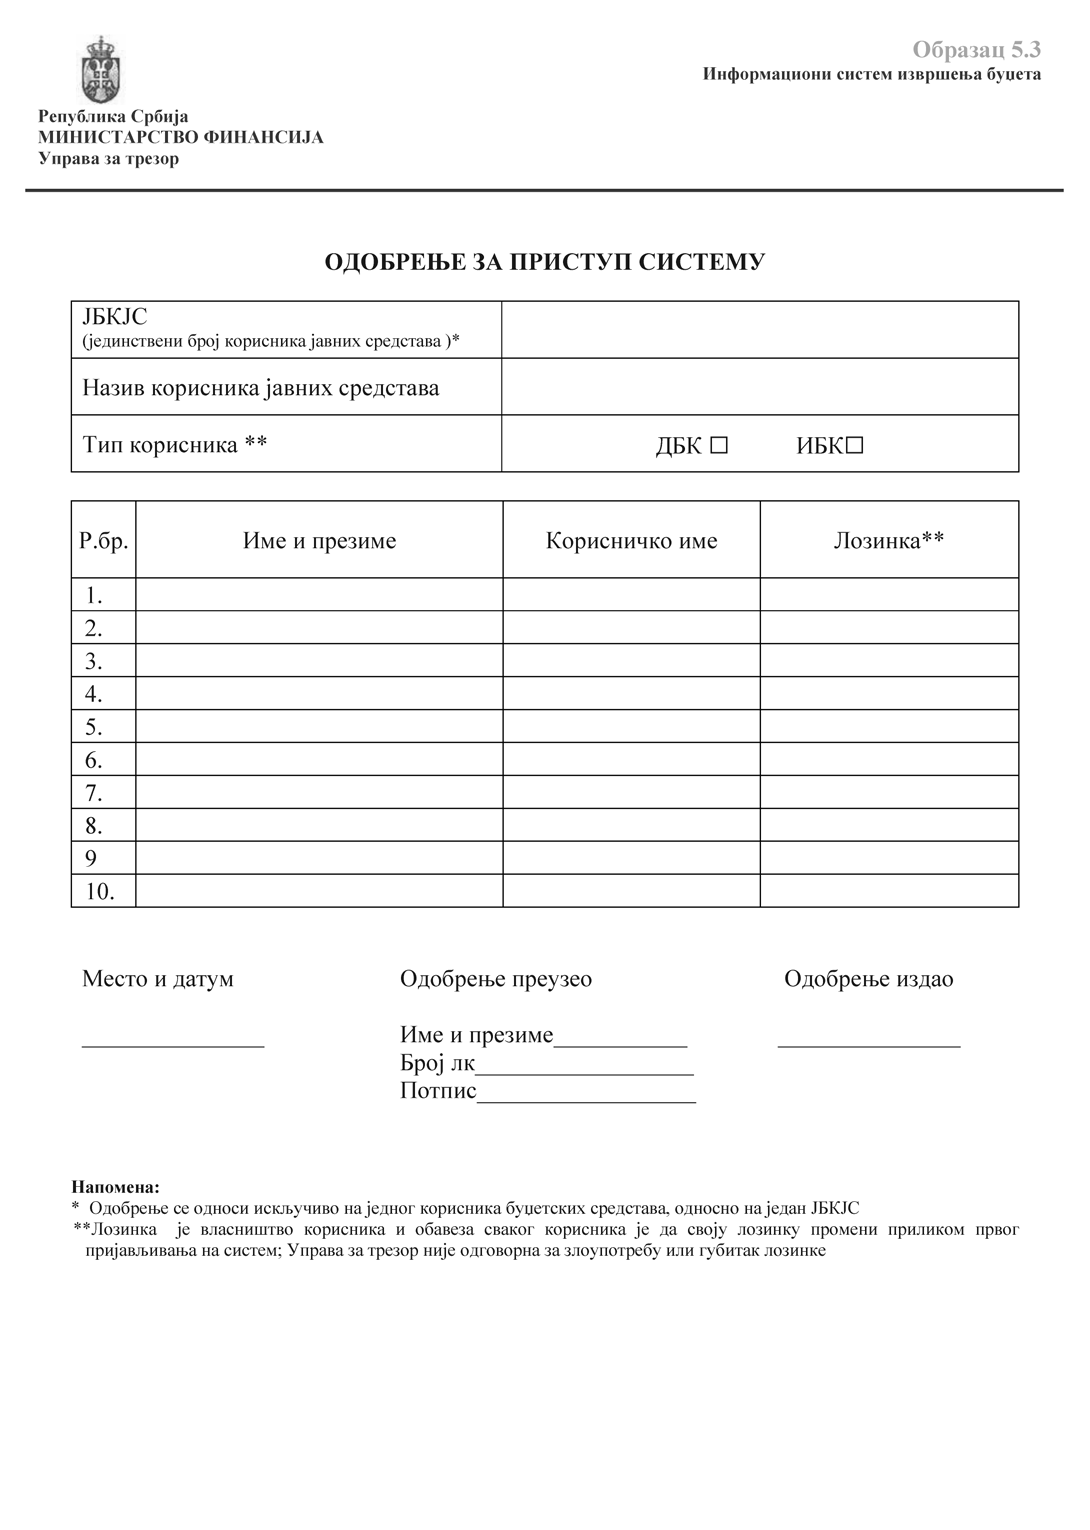 Образац 5.3
Информациони систем извршења буџета
Република Србија
МИНИСТАРСТВО ФИНАНСИЈА
Управа за трезор
ОДОБРЕЊЕ ЗА ПРИСТУП СИСТЕМУ
ЈБКЈС
(јединствени број корисника јавних средстава )*
Назив корисника јавних средстава
Тип корисника ** ДБК ☐ ИБК☐
Р.бр. Име и презиме Корисничко име Лозинка**
1.
2.
3.
4.
5.
6.
7.
8.
9
10.
Место и датум Одобрење преузео Одобрење издао
_______________ Име и презиме___________ _______________
Број лк__________________
Потпис__________________
Напомена:
* Одобрење се односи искључиво на једног корисника буџетских средстава, односно на један ЈБКЈС
**Лозинка је власништво корисника и обавеза сваког корисника је да своју лозинку промени приликом првог
пријављивања на систем; Управа за трезор није одговорна за злоупотребу или губитак лозинке